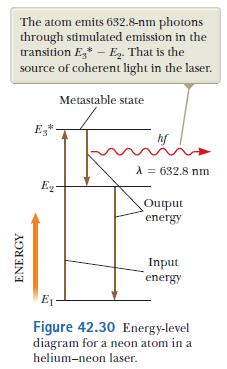 The atom emits 632.8-nm photons
through stimulated emission in the
transition E₃* – E₂. That is the
source of coherent light in the laser.
Metastable state
E₃*
hf
λ = 632.8 nm
E₂
Output
energy
ENERGY
Input
energy
E₁
Figure 42.30 Energy-level
diagram for a neon atom in a
helium–neon laser.